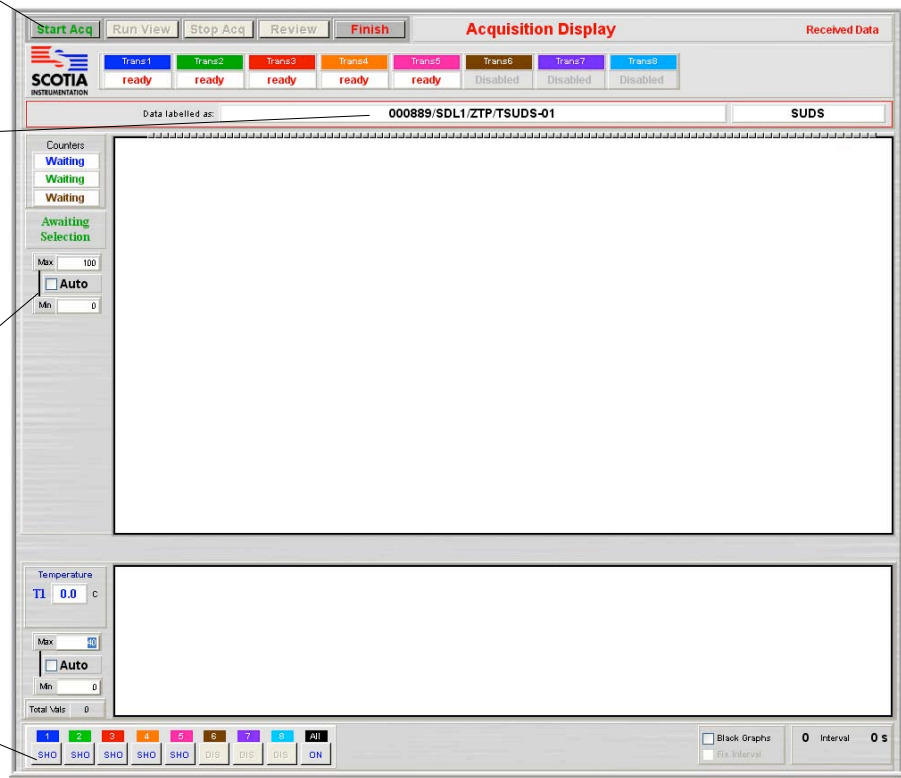 Start Acq Run View Stop Acq Review Finish Acquisition Display Received Data
SCOTIA
INSTRUMENTATION
Trans1 Trans2 Trans3 Trans4 Trans5 Trans6 Trans7 Trans8
ready ready ready ready ready Disabled Disabled Disabled
Data labelled as: 000889/SDL1/ZTP/TSUDS-01 SUDS
Counters
Waiting
Waiting
Waiting
Awaiting
Selection
Max 100
Auto
Min 0
Temperature
T1 0.0 C
Max 40
Auto
Min 0
Total Vals 0
1 2 3 4 5 6 7 8 All
SHO SHO SHO SHO SHO DIS DIS DIS ON
Black Graphs 0 Interval 0 s
Fix Interval